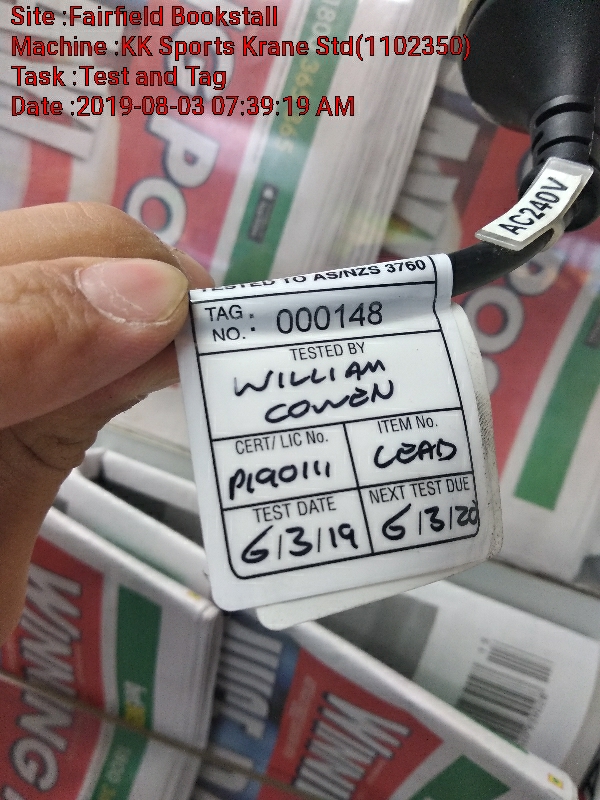 Site :Fairfield Bookstall
Machine :KK Sports Krane Std(1102350)
Task :Test and Tag
Date :2019-08-03 07:39:19 AM
AC240V
TESTED TO AS/NZS 3760
TAG NO.: 000148
TESTED BY
WILLIAM
COWEN
CERT/ LIC No.
P190111
ITEM No.
LEAD
TEST DATE
6/3/19
NEXT TEST DUE
6/3/20
WINNING
WINNING